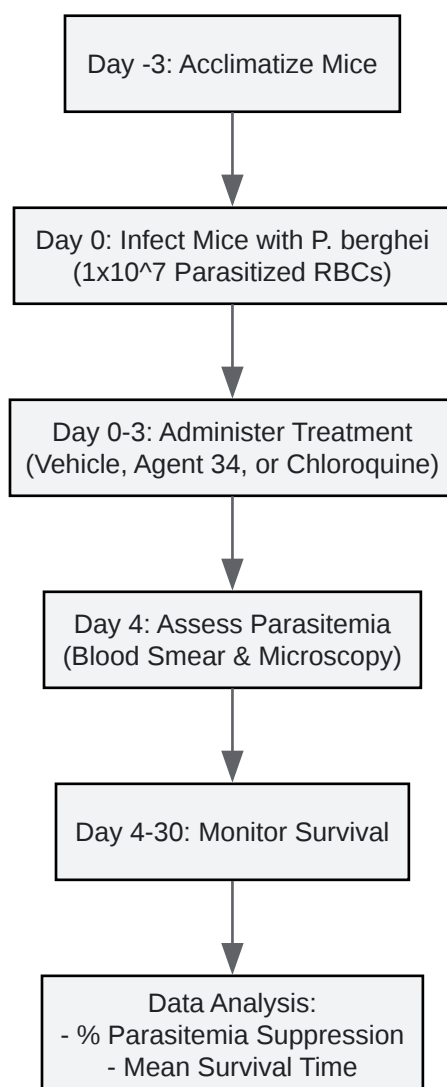 Day -3: Acclimatize Mice
Day 0: Infect Mice with P. berghei
(1x10^7 Parasitized RBCs)
Day 0-3: Administer Treatment
(Vehicle, Agent 34, or Chloroquine)
Day 4: Assess Parasitemia
(Blood Smear & Microscopy)
Day 4-30: Monitor Survival
Data Analysis:
- % Parasitemia Suppression
- Mean Survival Time